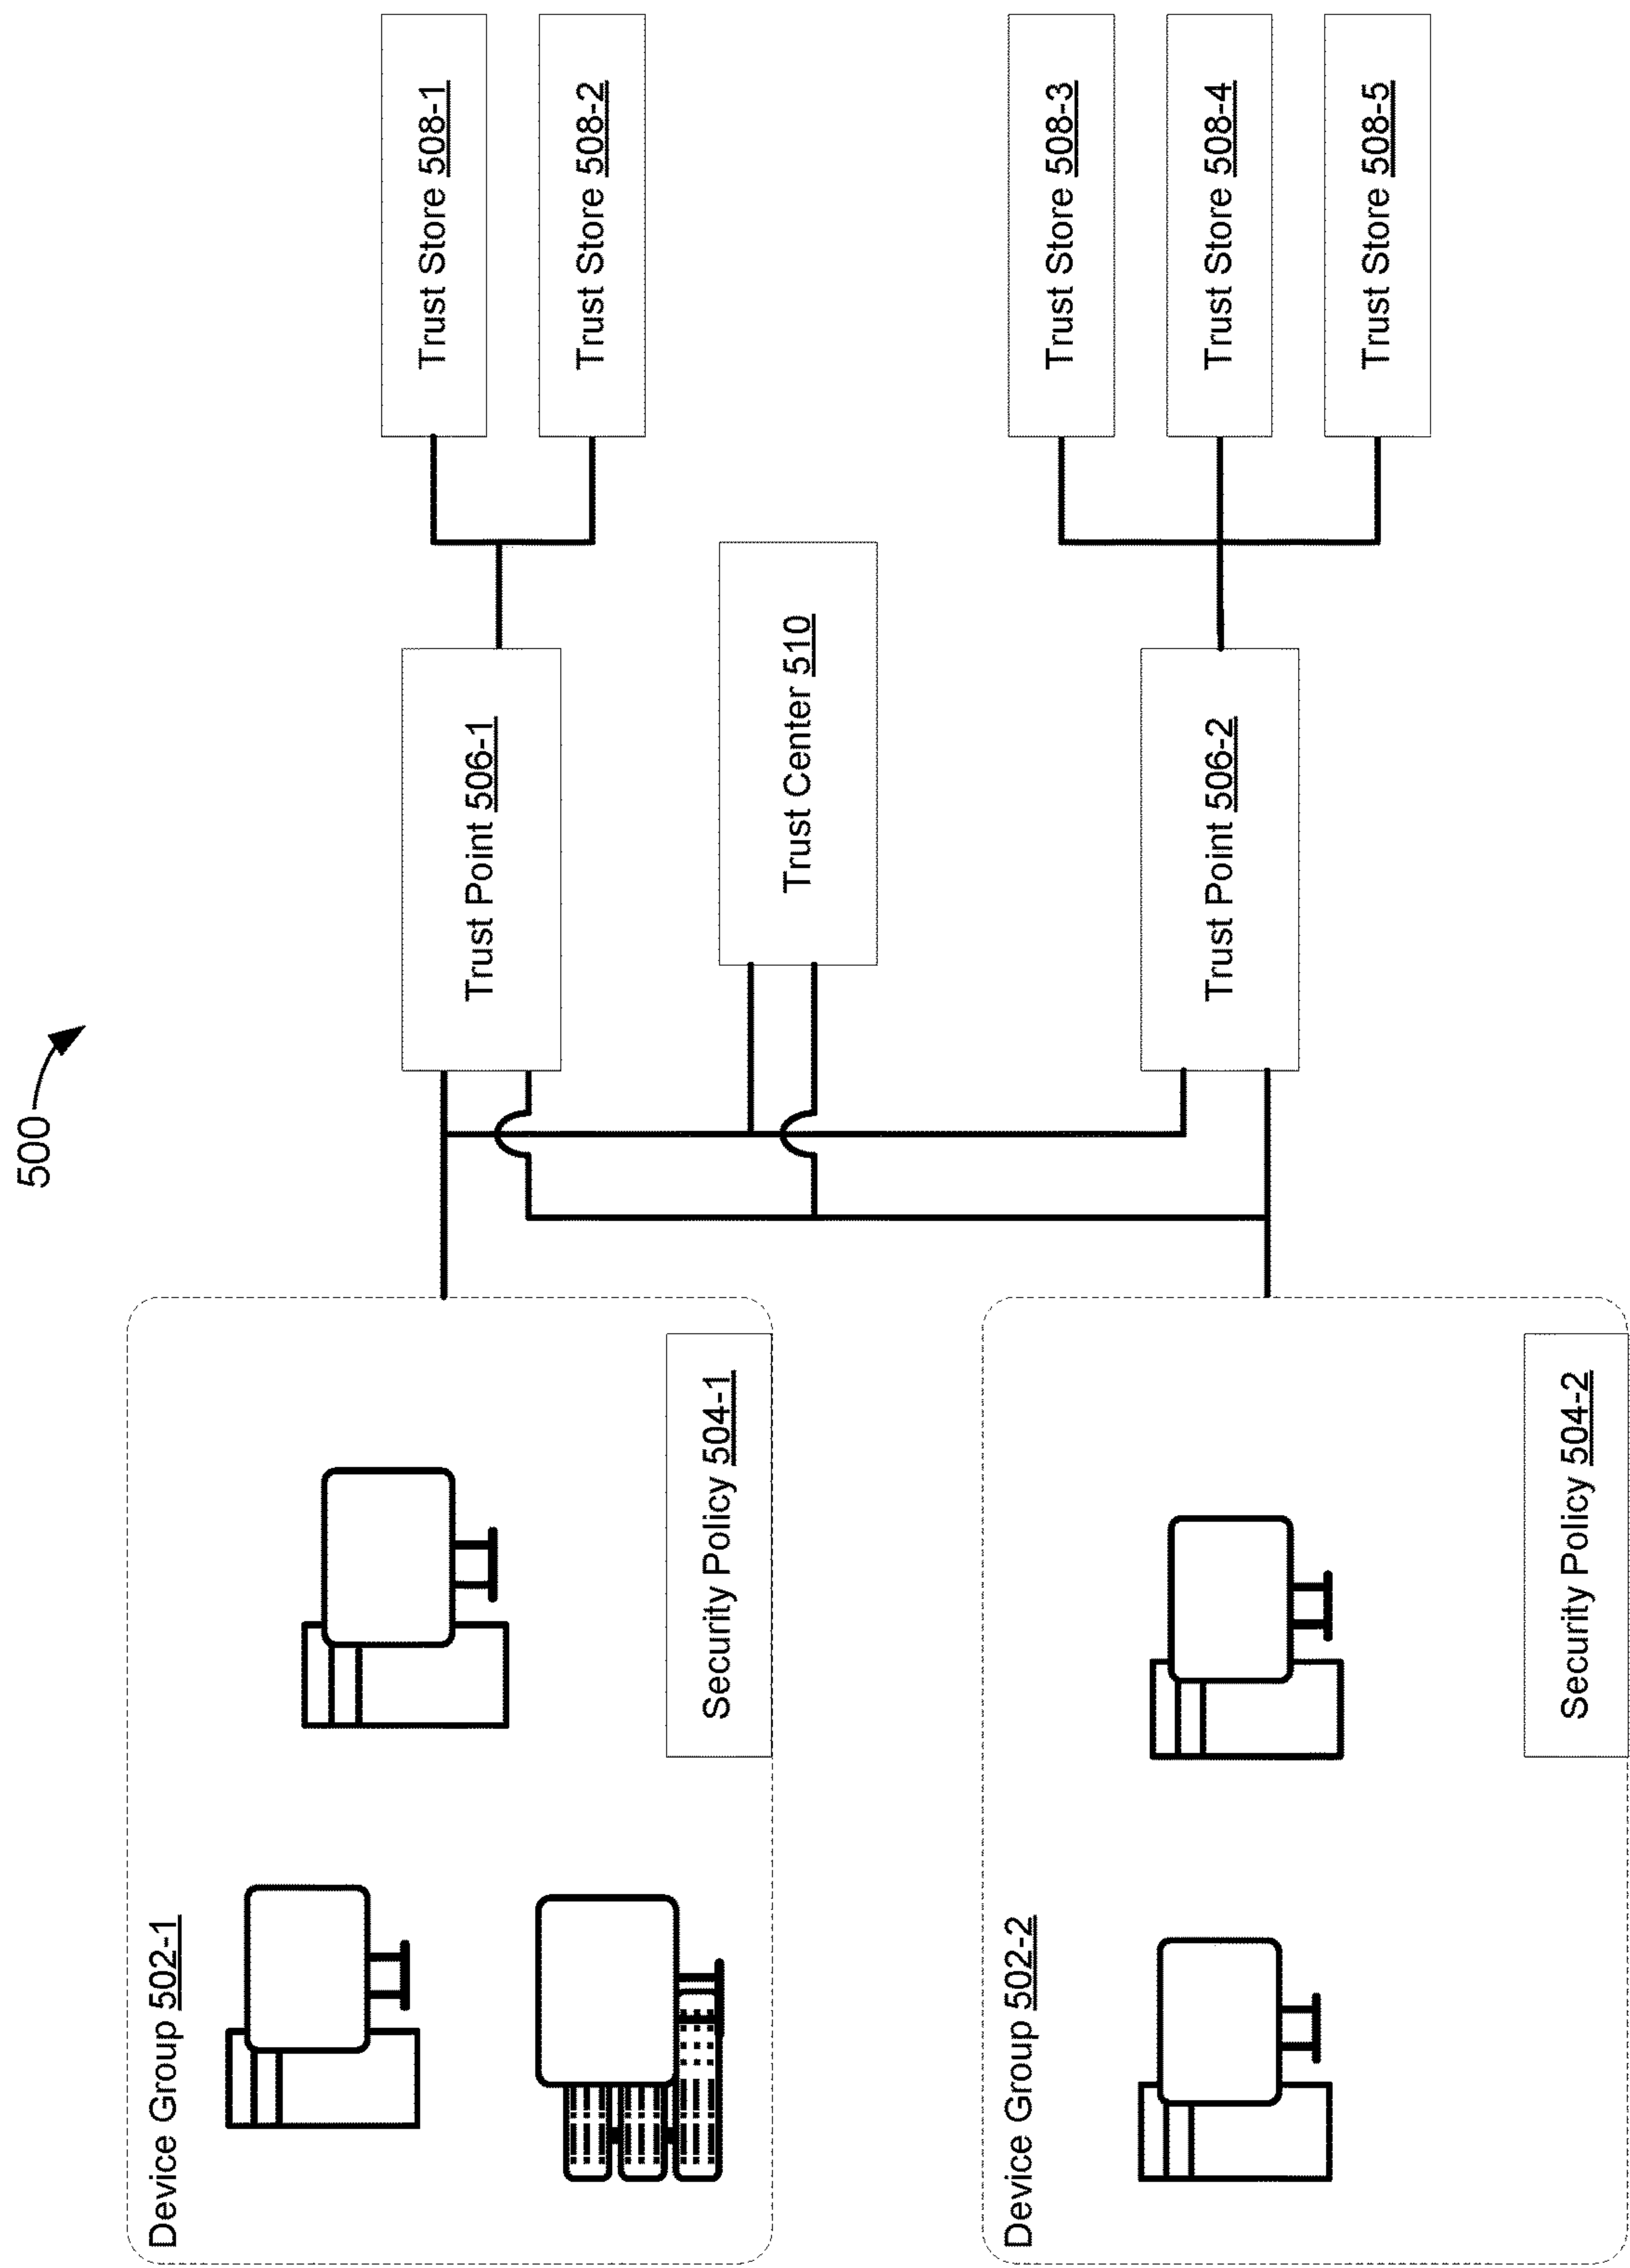 500
Device Group 502-1
Security Policy 504-1
Trust Point 506-1
Trust Store 508-1
Trust Store 508-2
Trust Center 510
Device Group 502-2
Security Policy 504-2
Trust Point 506-2
Trust Store 508-3
Trust Store 508-4
Trust Store 508-5